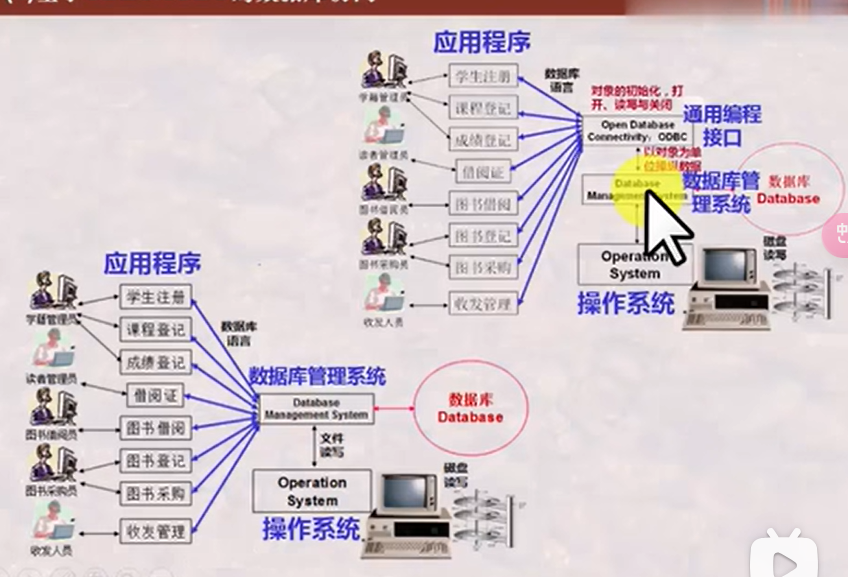 应用程序
学生注册
课程登记
成绩登记
借阅证
图书借阅
图书登记
图书采购
收发管理
学籍管理员
读者管理员
图书借阅员
图书采购员
收发人员
数据库
语言
对象的初始化，打
开、读写与关闭
Open Database
Connectivity，ODBC
通用编程
接口
以对象为单
数据
Database
Management System
数据库管
理系统
数据库
Database
Operation
System
操作系统
磁盘
读写
中
应用程序
学生注册
课程登记
成绩登记
借阅证
图书借阅
图书登记
图书采购
收发管理
学籍管理员
读者管理员
图书借阅员
图书采购员
收发人员
数据库
语言
数据库管理系统
Database
Management System
数据库
Database
文件
读写
Operation
System
操作系统
磁盘
读写